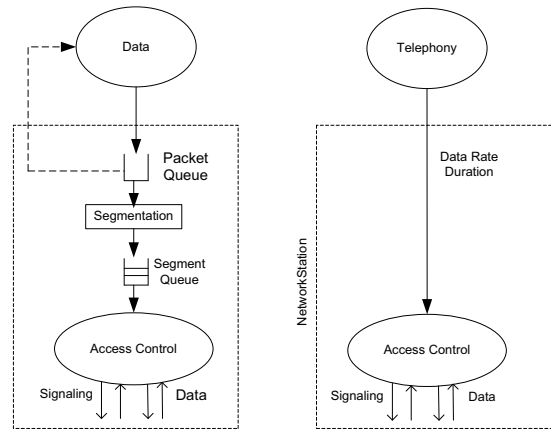 Data
Packet
Queue
Segmentation
Segment
Queue
Access Control
Signaling
Data
Telephony
Data Rate
Duration
NetworkStation
Access Control
Signaling
Data